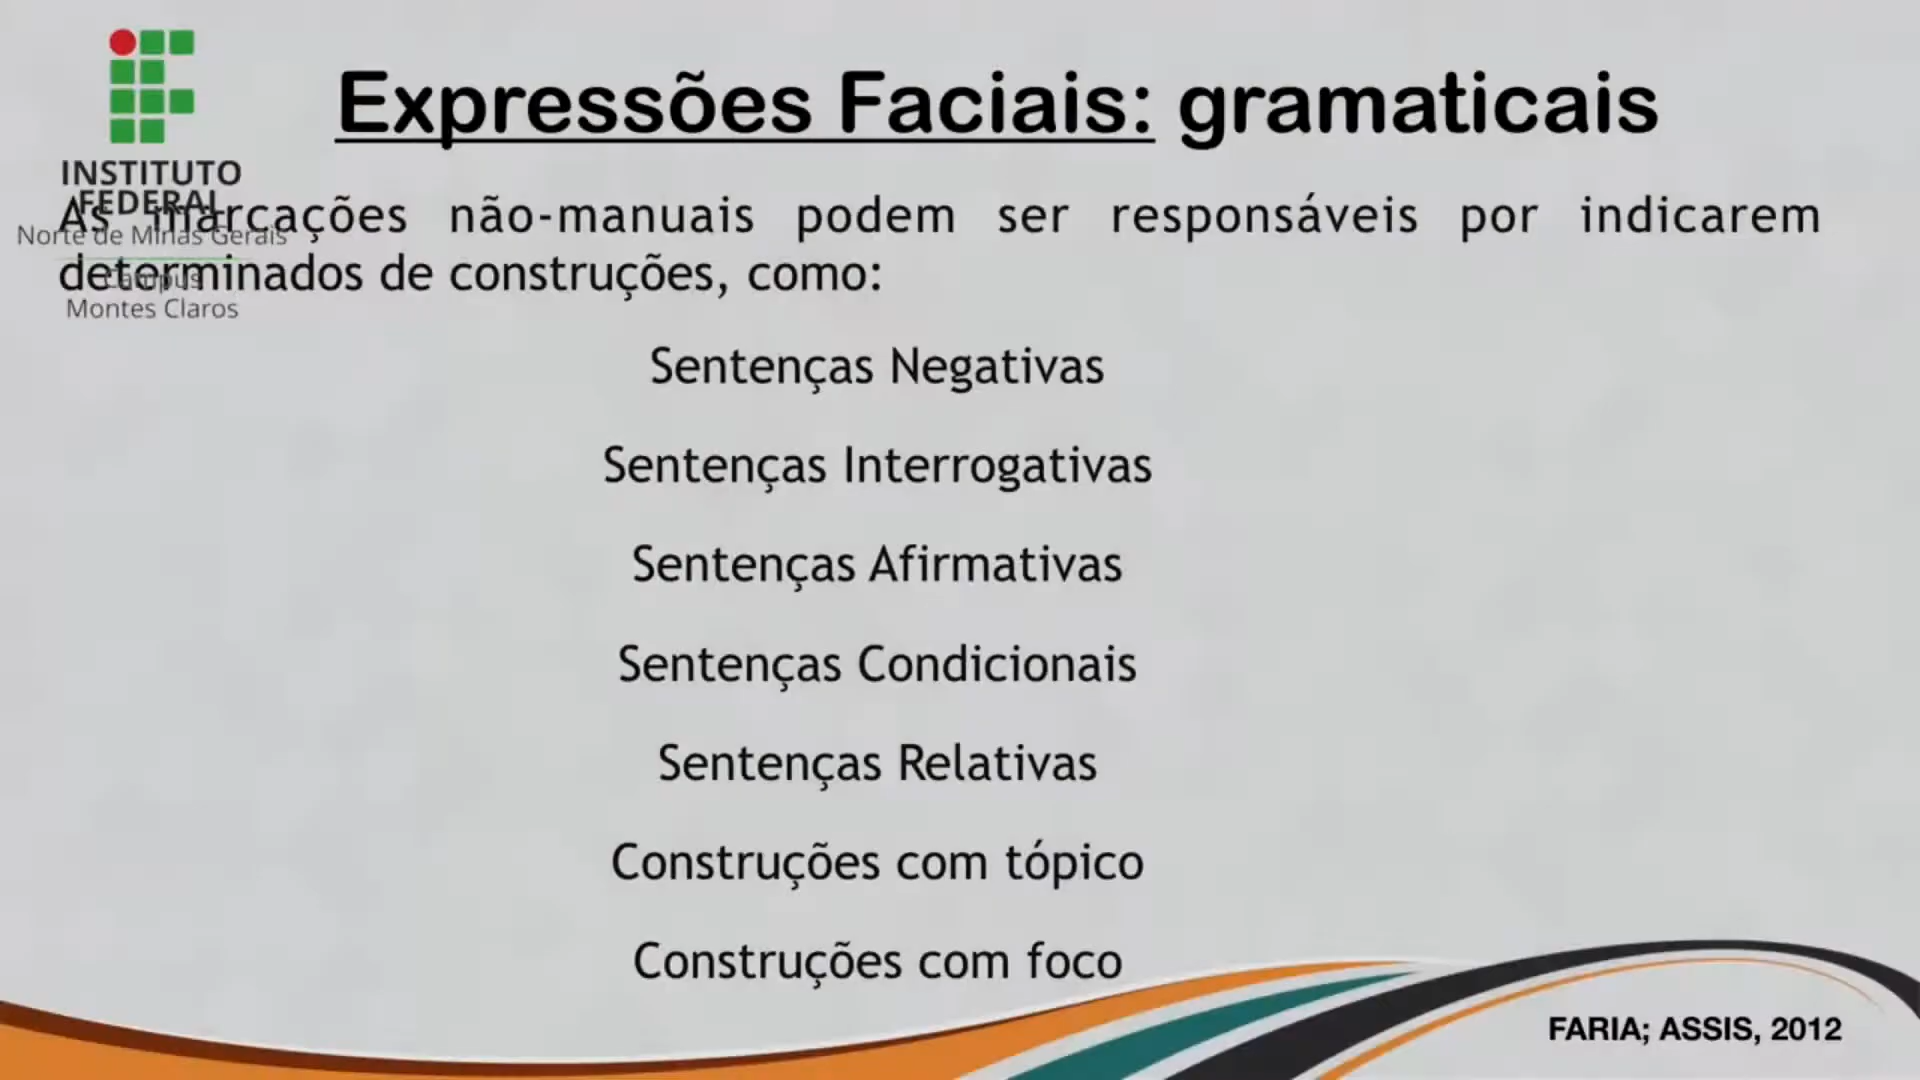 Expressões Faciais: gramaticais
INSTITUTO
FEDERAL
Norte de Minas Gerais
Campus
Montes Claros
As marcações não-manuais podem ser responsáveis por indicarem
determinados de construções, como:
Sentenças Negativas
Sentenças Interrogativas
Sentenças Afirmativas
Sentenças Condicionais
Sentenças Relativas
Construções com tópico
Construções com foco
FARIA; ASSIS, 2012